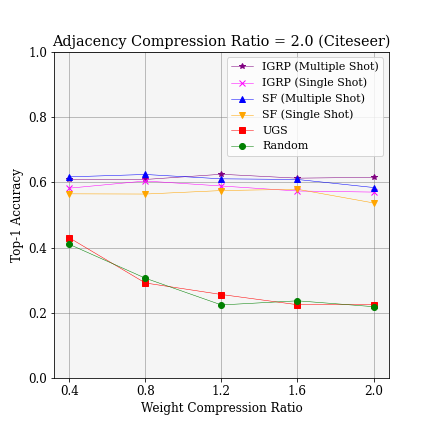 Adjacency Compression Ratio = 2.0 (Citeseer)
1.0
0.8
0.6
0.4
0.2
0.0
Top-1 Accuracy
IGRP (Multiple Shot)
IGRP (Single Shot)
SF (Multiple Shot)
SF (Single Shot)
UGS
Random
0.4 0.8 1.2 1.6 2.0
Weight Compression Ratio